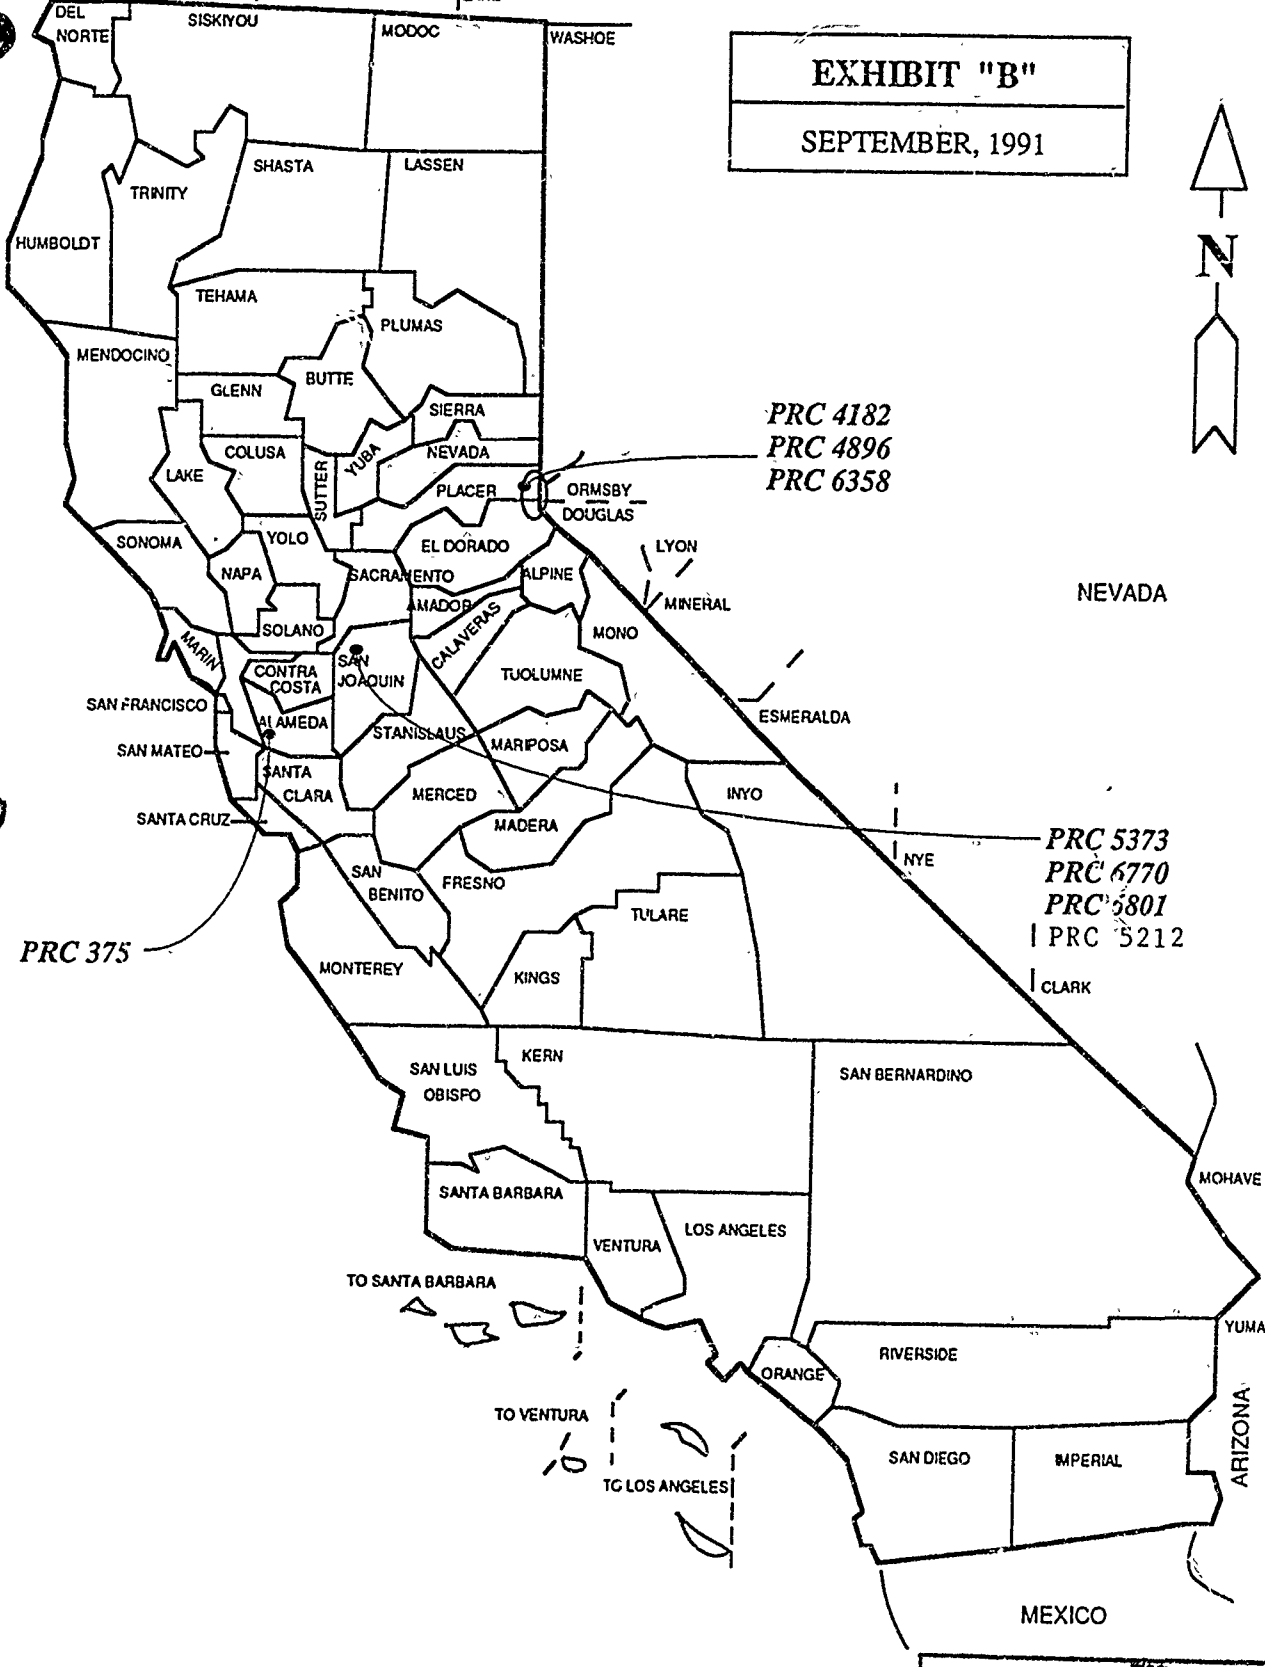 DEL
NORTE
SISKIYOU
MODOC
WASHOE
EXHIBIT "B"
SEPTEMBER, 1991
SHASTA
LASSEN
TRINITY
HUMBOLDT
N
TEHAMA
PLUMAS
MENDOCINO
BUTTE
GLENN
SIERRA
PRC 4182
PRC 4896
PRC 6358
COLUSA
YUBA
NEVADA
LAKE
SUTTER
PLACER
ORMSBY
DOUGLAS
SONOMA
YOLO
EL DORADO
LYON
NAPA
SACRAMENTO
ALPINE
NEVADA
AMADOR
MINERAL
SOLANO
CALAVERAS
MONO
MARIN
SAN
JOAQUIN
CONTRA
COSTA
TUOLUMNE
SAN FRANCISCO
ALAMEDA
STANISLAUS
ESMERALDA
SAN MATEO
MARIPOSA
SANTA
CLARA
MERCED
INYO
SANTA CRUZ
MADERA
PRC 5373
PRC 6770
PRC 6801
PRC 5212
NYE
SAN
BENITO
FRESNO
TULARE
PRC 375
MONTEREY
KINGS
CLARK
KERN
SAN LUIS
OBISPO
SAN BERNARDINO
MOHAVE
SANTA BARBARA
LOS ANGELES
VENTURA
TO SANTA BARBARA
YUMA
RIVERSIDE
ORANGE
ARIZONA
TO VENTURA
SAN DIEGO
IMPERIAL
TO LOS ANGELES
MEXICO